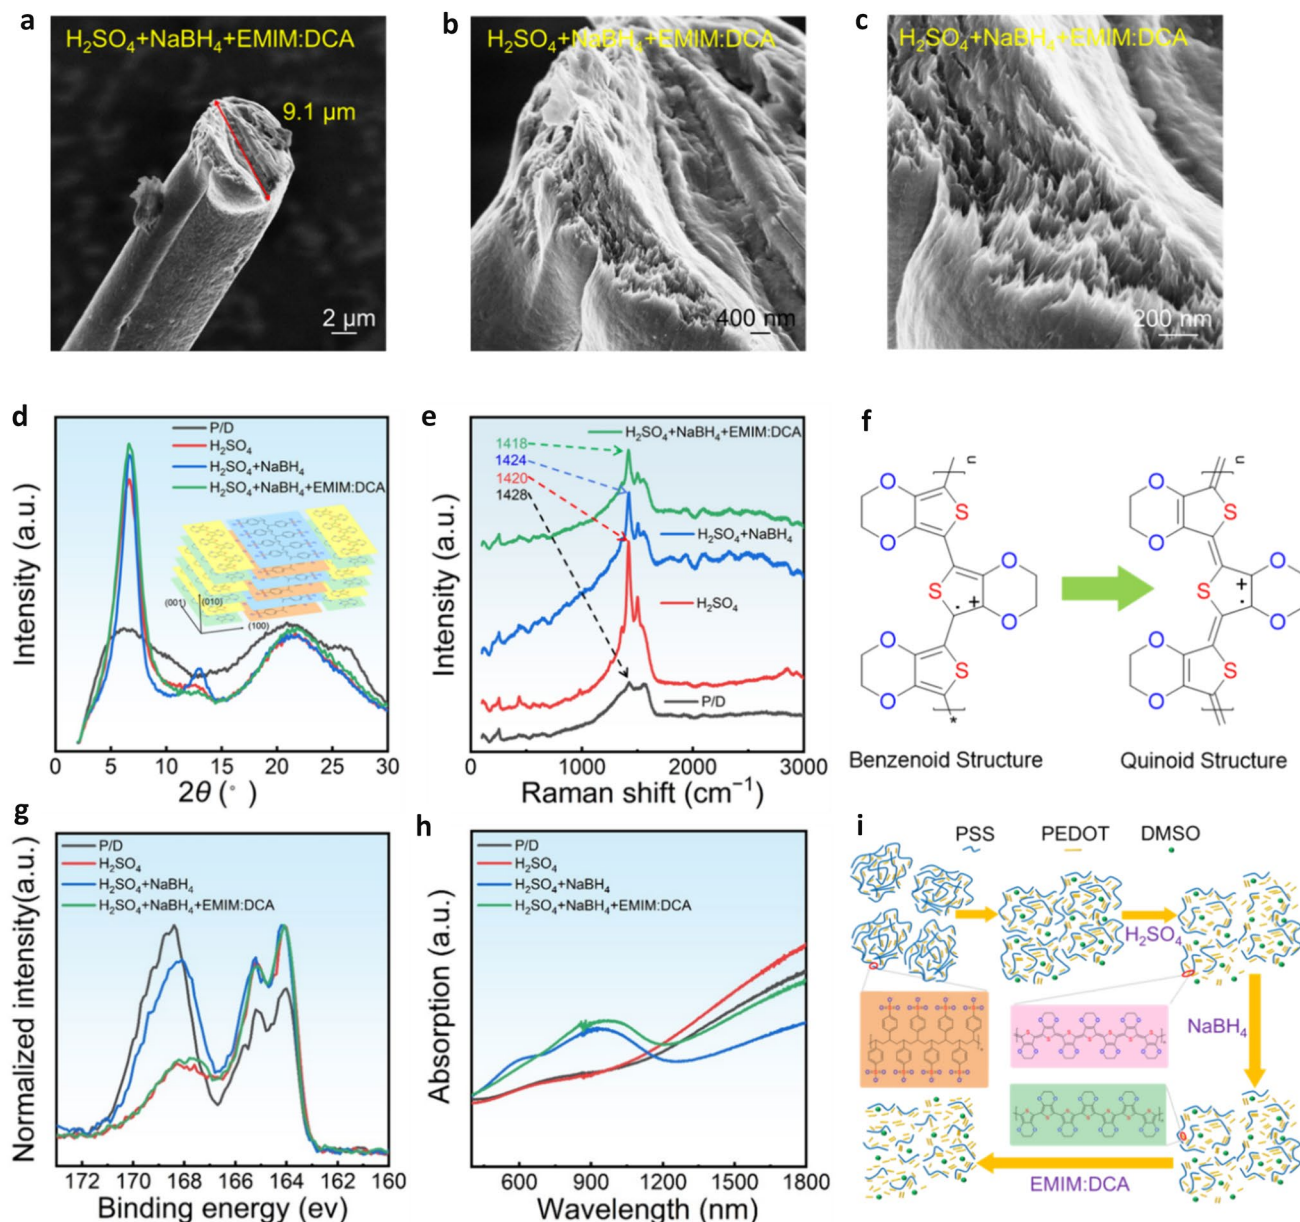 a
H₂SO₄+NaBH₄+EMIM:DCA
9.1 μm
2 μm
b
H₂SO₄+NaBH₄+EMIM:DCA
400 nm
c
H₂SO₄+NaBH₄+EMIM:DCA
200 nm
d
P/D
H₂SO₄
H₂SO₄+NaBH₄
H₂SO₄+NaBH₄+EMIM:DCA
(001)
(010)
(100)
Intensity (a.u.)
0 5 10 15 20 25 30
2θ (°)
e
1418
1424
1420
1428
H₂SO₄+NaBH₄+EMIM:DCA
H₂SO₄+NaBH₄
H₂SO₄
P/D
Intensity (a.u.)
1000 2000 3000
Raman shift (cm⁻¹)
f
n
O
S
O
O
S
+
·
O
O
S
O
*
Benzenoid Structure
n
O
S
O
O
S
+
·
O
O
S
O
Quinoid Structure
g
P/D
H₂SO₄
H₂SO₄+NaBH₄
H₂SO₄+NaBH₄+EMIM:DCA
Normalized intensity(a.u.)
172 170 168 166 164 162 160
Binding energy (ev)
h
P/D
H₂SO₄
H₂SO₄+NaBH₄
H₂SO₄+NaBH₄+EMIM:DCA
Absorption (a.u.)
600 900 1200 1500 1800
Wavelength (nm)
i
PSS PEDOT DMSO
H₂SO₄
NaBH₄
EMIM:DCA